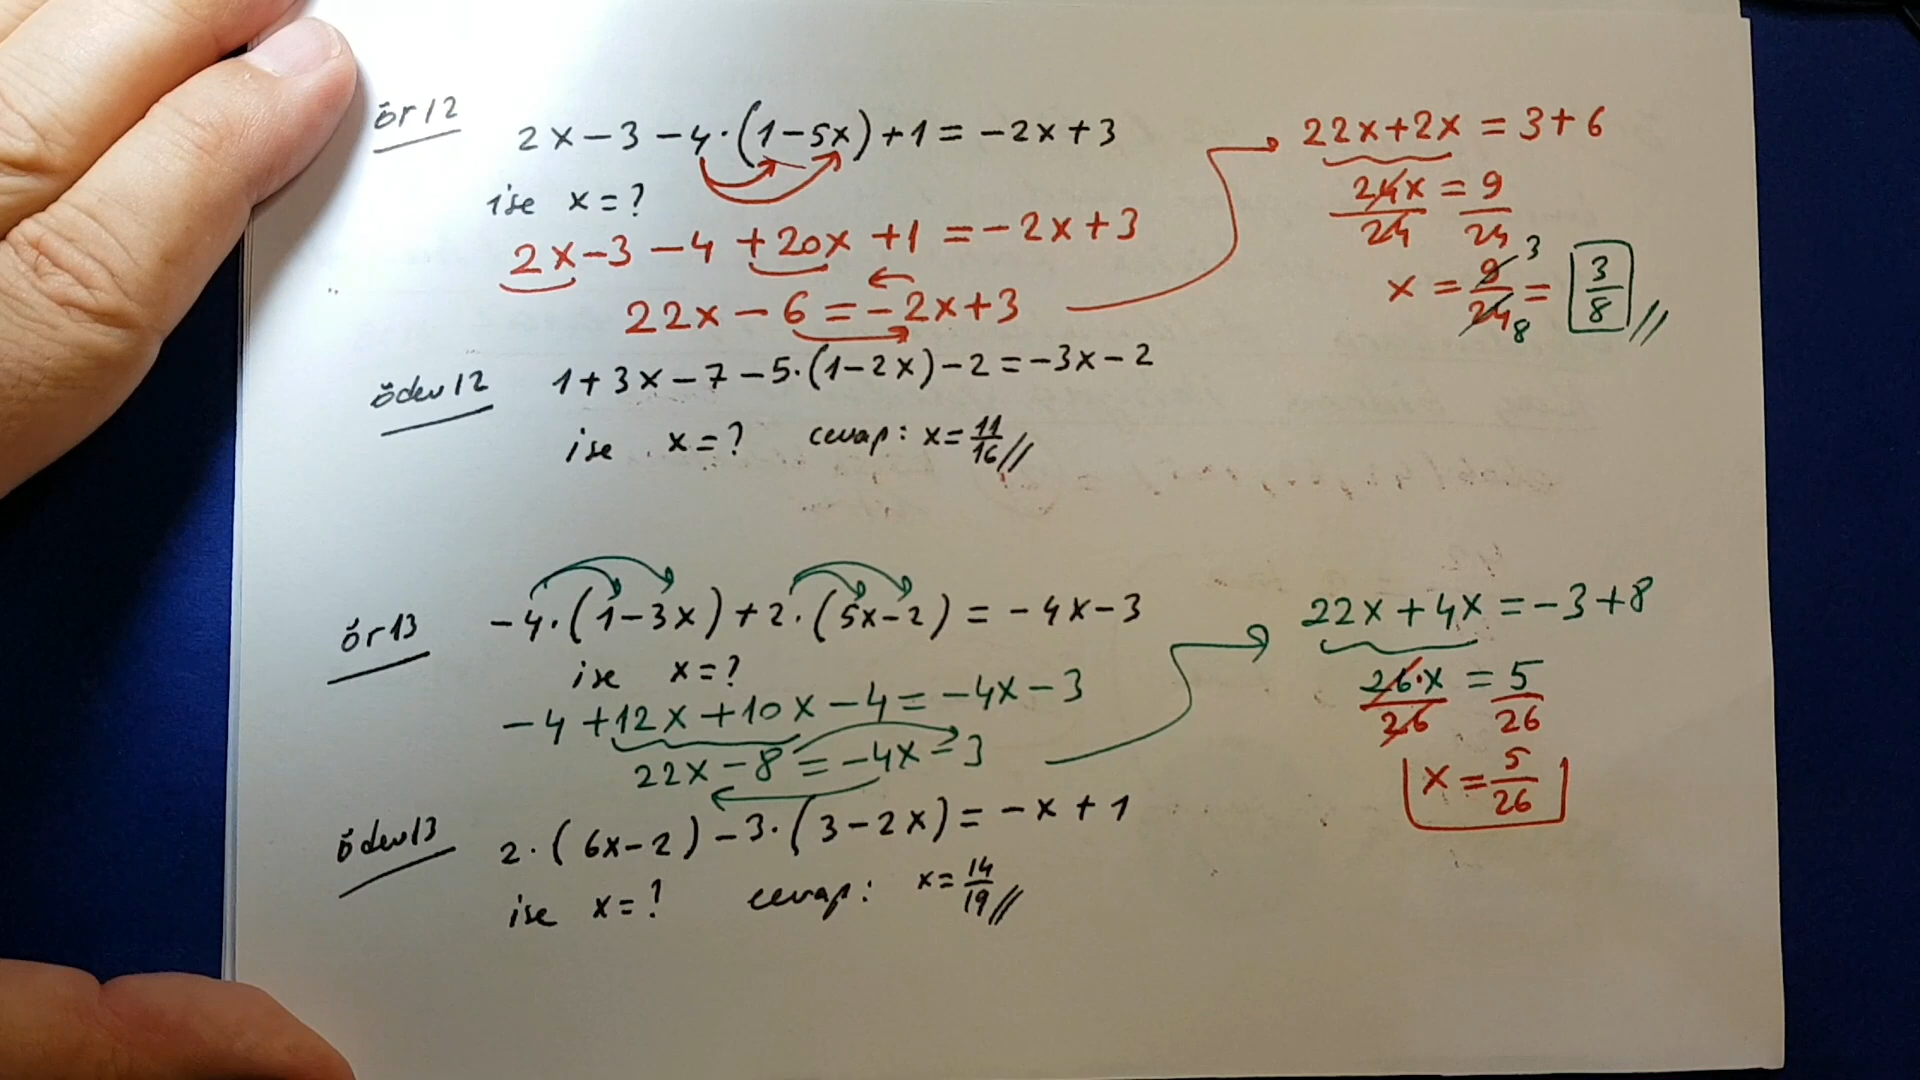 ör12 2x-3-4·(1-5x)+1=-2x+3
ise x=?
2x-3-4+20x+1=-2x+3
22x-6=-2x+3
22x+2x=3+6
24x/24=9/24
x=9/24=3/8 //
ödev12 1+3x-7-5·(1-2x)-2=-3x-2
ise x=? cevap: x=11/16 //
ör13 -4·(1-3x)+2·(5x-2)=-4x-3
ise x=?
-4+12x+10x-4=-4x-3
22x-8=-4x-3
22x+4x=-3+8
26·x/26=5/26
x=5/26
ödev13 2·(6x-2)-3·(3-2x)=-x+1
ise x=? cevap: x=14/19 //